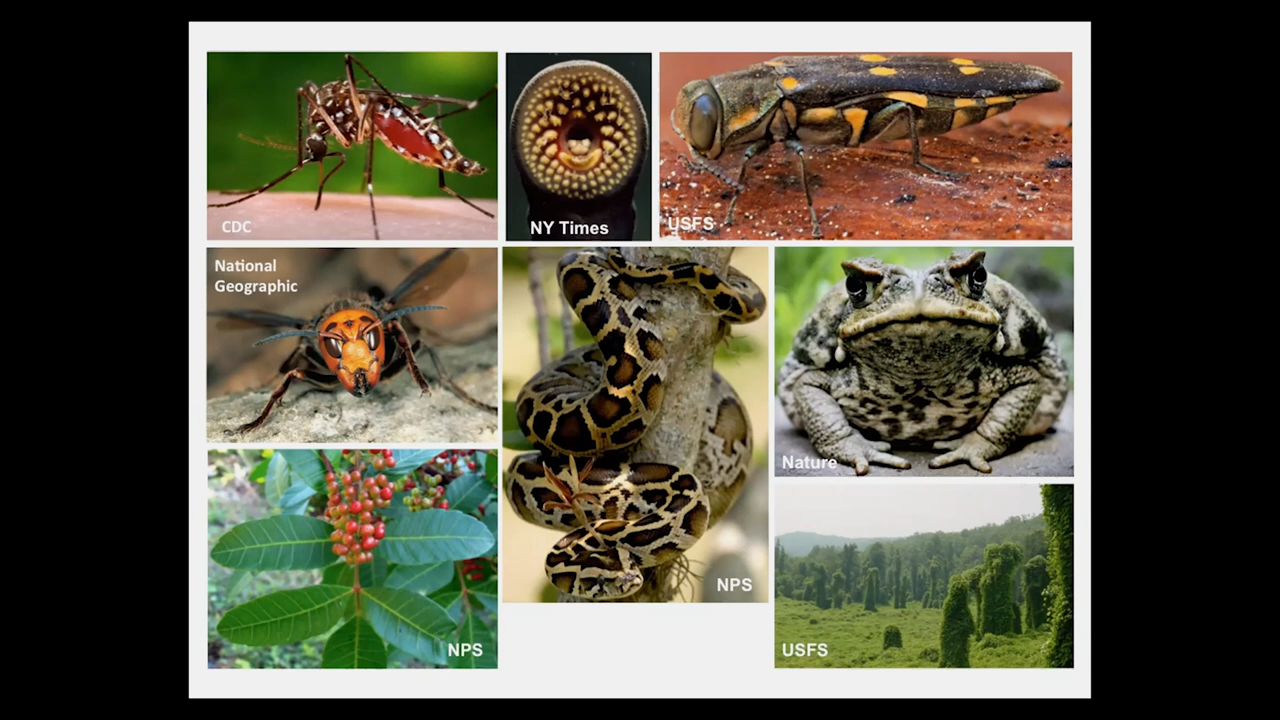 CDC
NY Times
USFS
National
Geographic
Nature
NPS
NPS
USFS